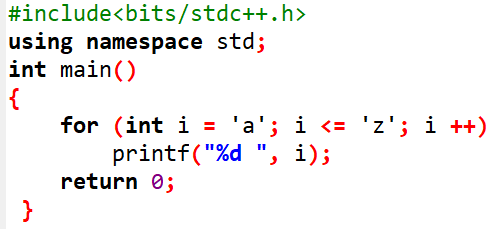 #include<bits/stdc++.h>
using namespace std;
int main()
{
    for (int i = 'a'; i <= 'z'; i ++)
        printf("%d ", i);
    return 0;
}